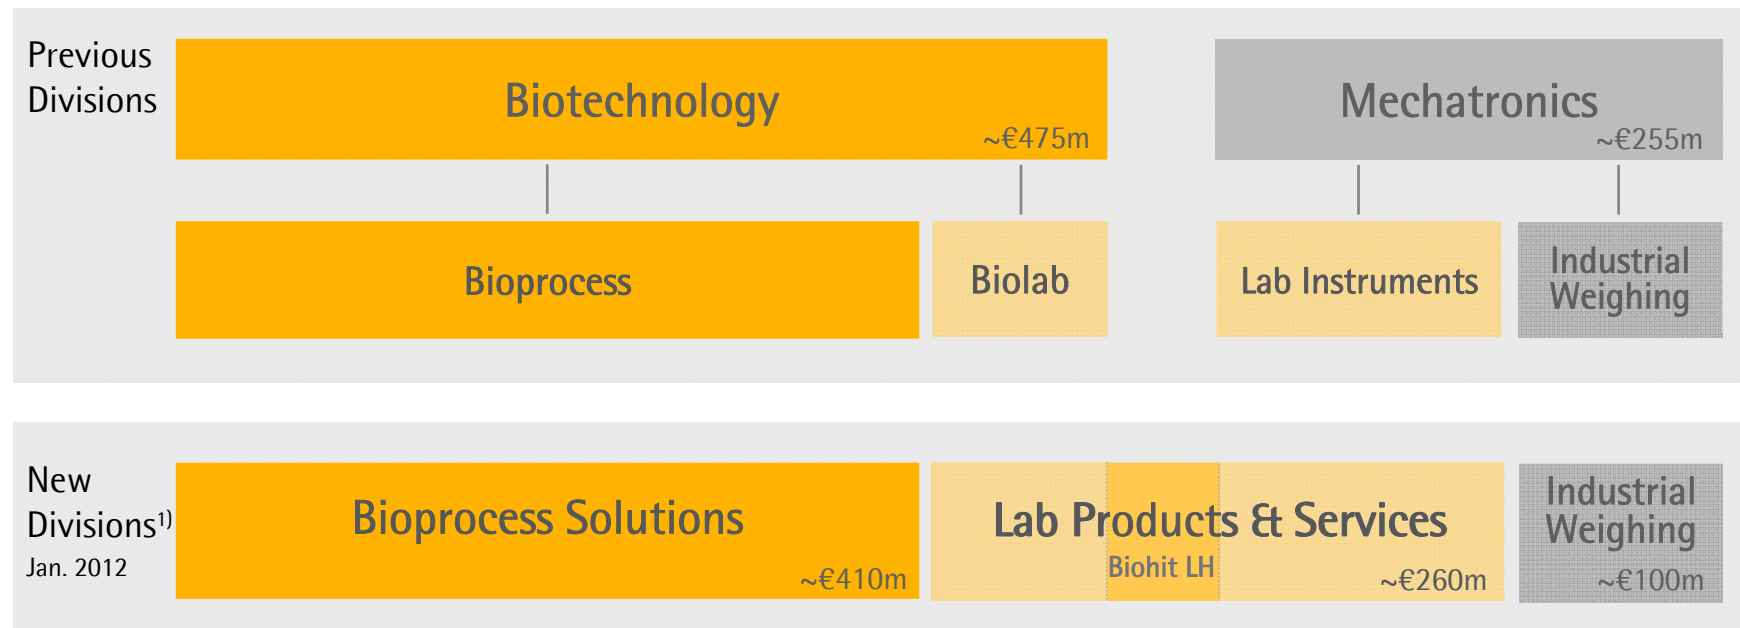 Previous
Divisions
Biotechnology
~€475m
Mechatronics
~€255m
Bioprocess
Biolab
Lab Instruments
Industrial
Weighing
New
Divisions1)
Jan. 2012
Bioprocess Solutions
~€410m
Lab Products & Services
Biohit LH
~€260m
Industrial
Weighing
~€100m